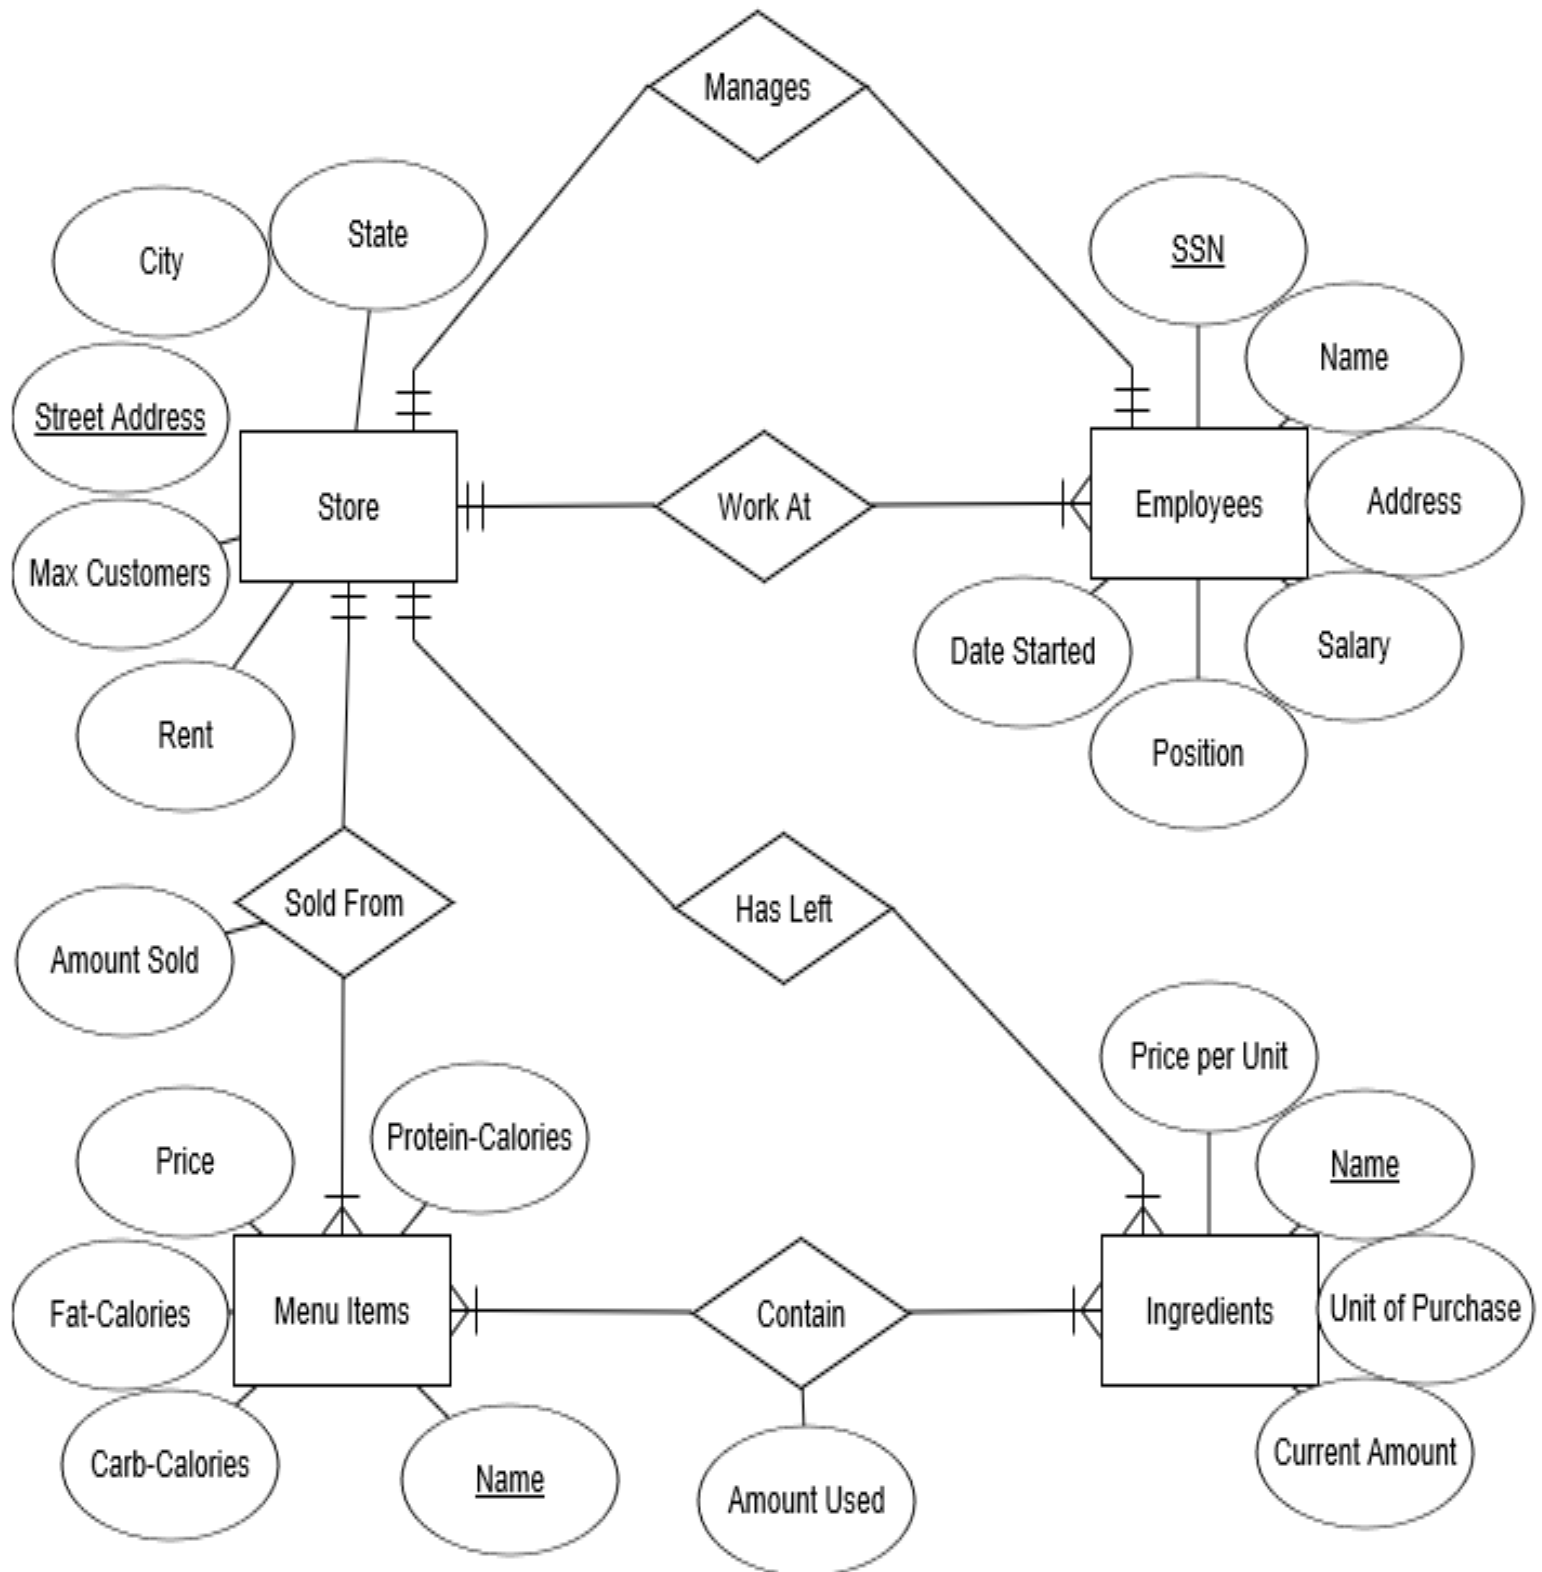 Manages
State
City
SSN
Name
Street Address
Store
Work At
Employees
Address
Max Customers
Date Started
Salary
Rent
Position
Sold From
Has Left
Amount Sold
Price per Unit
Protein-Calories
Price
Name
Fat-Calories
Menu Items
Contain
Ingredients
Unit of Purchase
Carb-Calories
Name
Amount Used
Current Amount